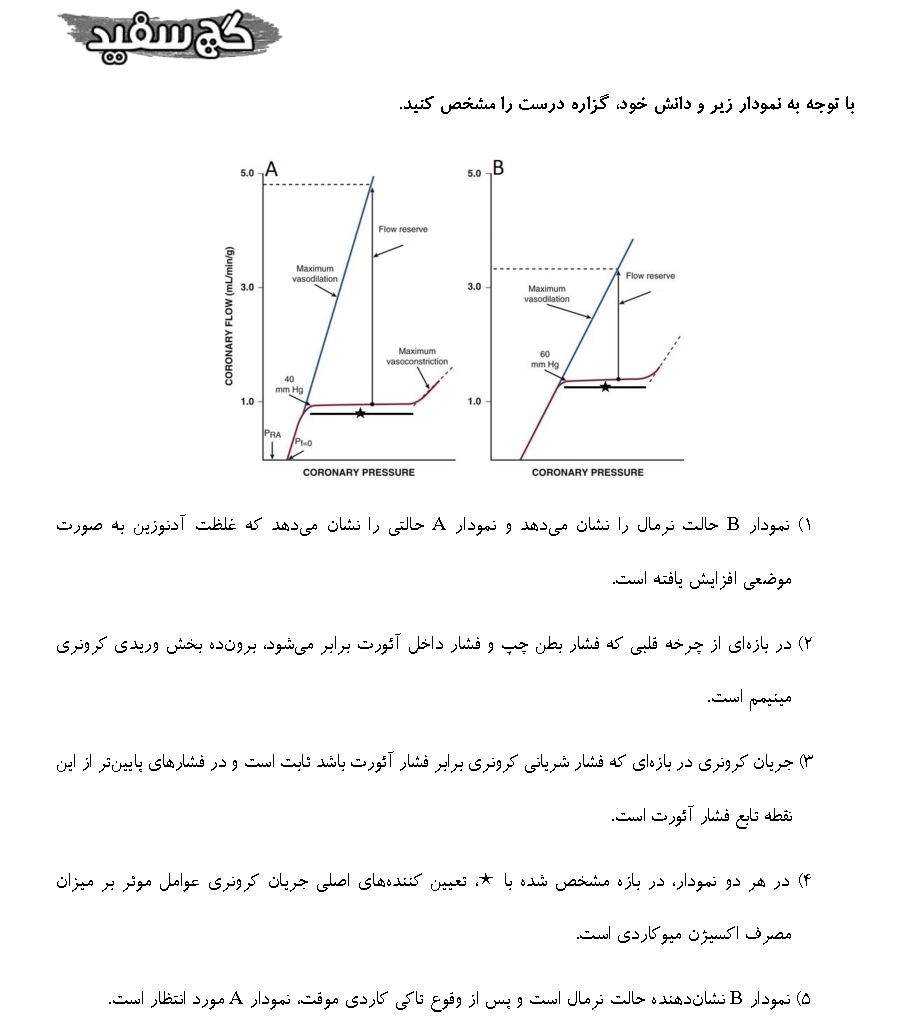 گچ سفید
با توجه به نمودار زیر و دانش خود، گزاره درست را مشخص کنید.
A
5.0
3.0
1.0
CORONARY FLOW (mL/min/g)
Flow reserve
Maximum
vasodilation
Maximum
vasoconstriction
40
mm Hg
PRA
Pf=0
★
CORONARY PRESSURE
B
5.0
3.0
1.0
Flow reserve
Maximum
vasodilation
60
mm Hg
★
CORONARY PRESSURE
۱) نمودار B حالت نرمال را نشان می‌دهد و نمودار A حالتی را نشان می‌دهد که غلظت آدنوزین به صورت
موضعی افزایش یافته است.
۲) در بازه‌ای از چرخه قلبی که فشار بطن چپ و فشار داخل آئورت برابر می‌شود، برون‌ده بخش وریدی کرونری
مینیمم است.
۳) جریان کرونری در بازه‌ای که فشار شریانی کرونری برابر فشار آئورت باشد ثابت است و در فشارهای پایین‌تر از این
نقطه تابع فشار آئورت است.
۴) در هر دو نمودار، در بازه مشخص شده با ★، تعیین کننده‌های اصلی جریان کرونری عوامل موثر بر میزان
مصرف اکسیژن میوکاردی است.
۵) نمودار B نشان‌دهنده حالت نرمال است و پس از وقوع تاکی کاردی موقت، نمودار A مورد انتظار است.